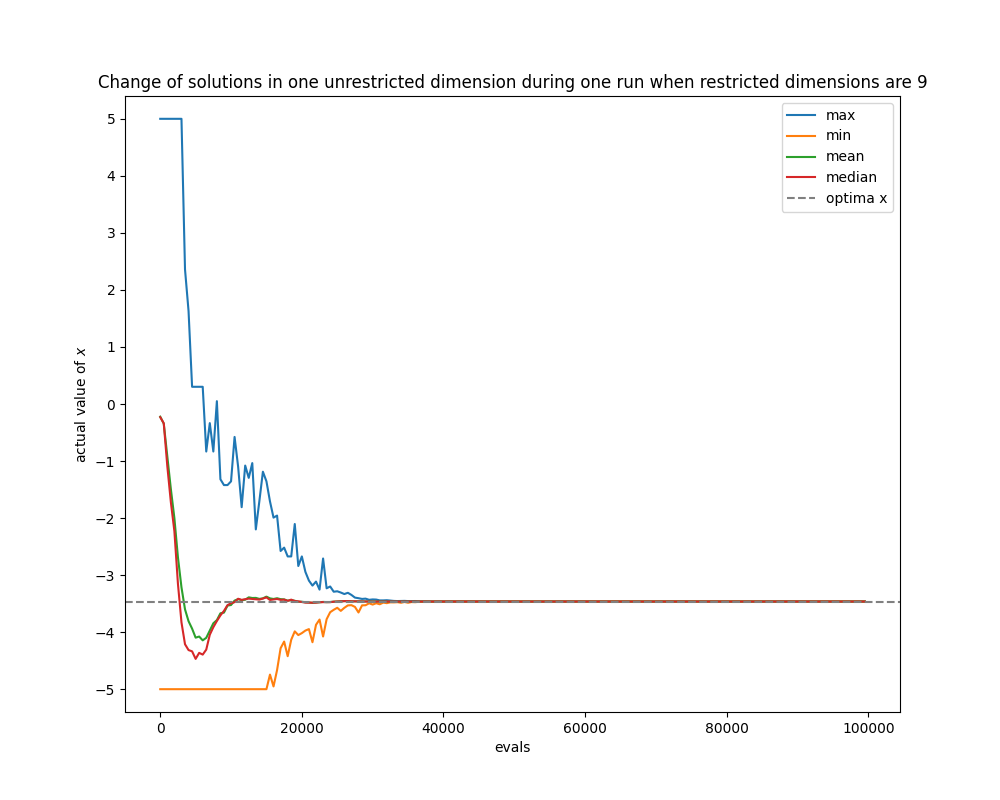 Change of solutions in one unrestricted dimension during one run when restricted dimensions are 9
max
min
mean
median
optima x
actual value of x
5
4
3
2
1
0
−1
−2
−3
−4
−5
0
20000
40000
60000
80000
100000
evals